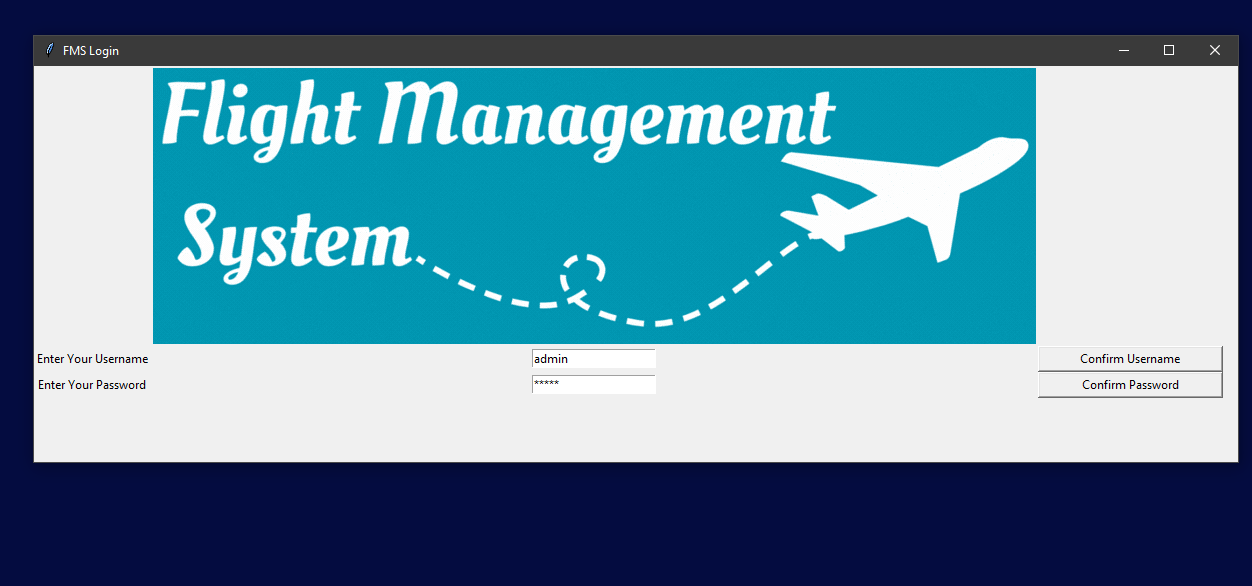 FMS Login
Flight Management
System
Enter Your Username admin Confirm Username
Enter Your Password ***** Confirm Password